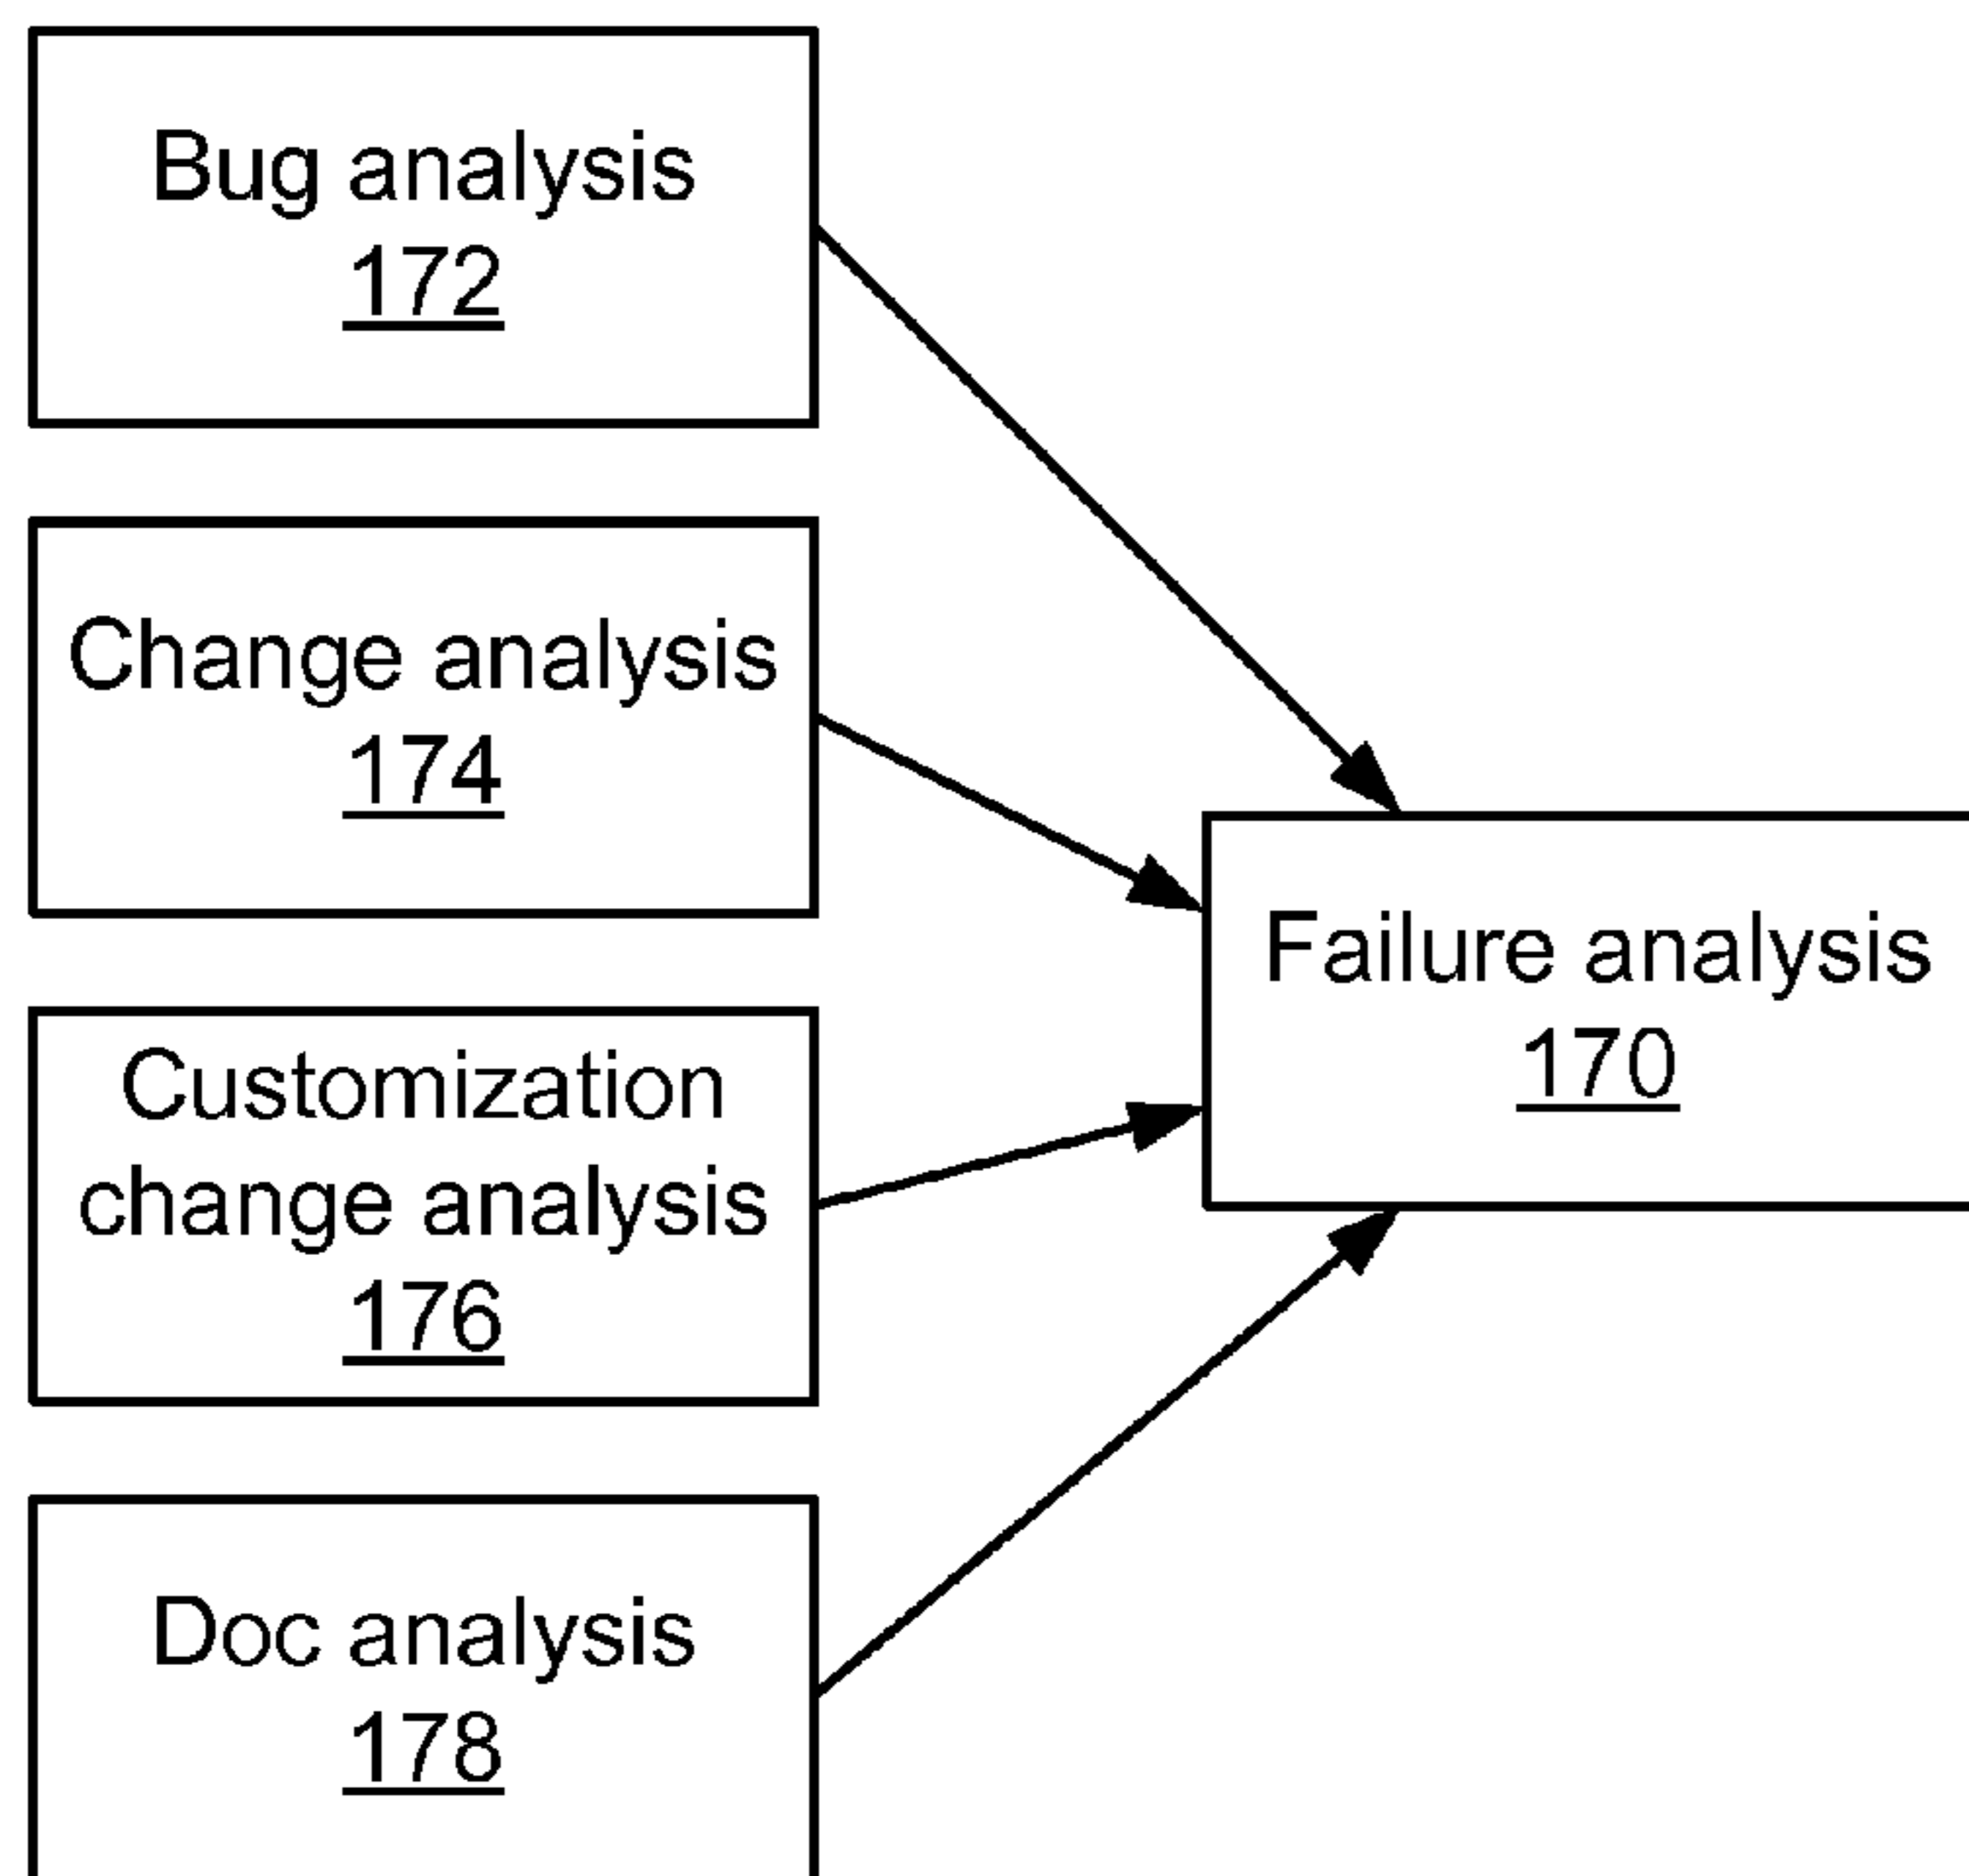 Bug analysis
172
Change analysis
174
Customization
change analysis
176
Doc analysis
178
Failure analysis
170